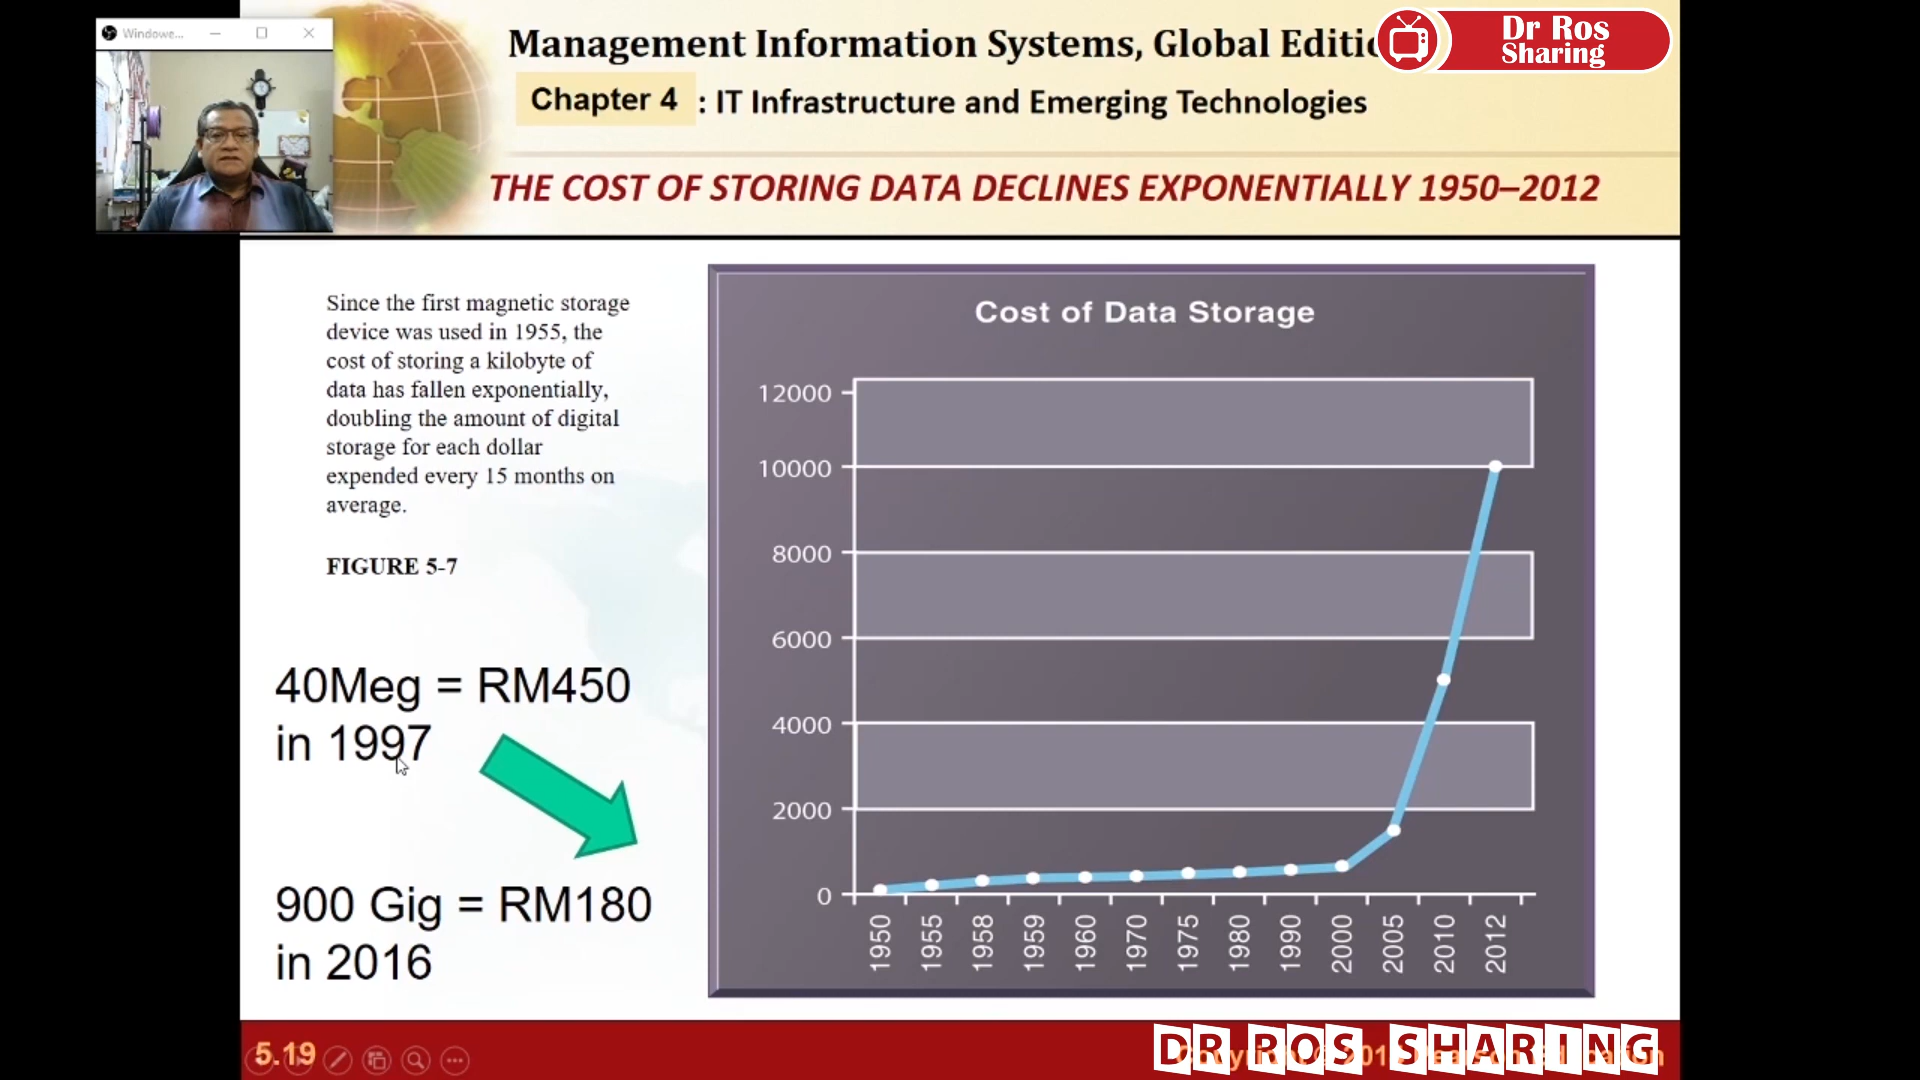 Windowe...
Management Information Systems, Global Editi
Dr Ros
Sharing
Chapter 4 : IT Infrastructure and Emerging Technologies
THE COST OF STORING DATA DECLINES EXPONENTIALLY 1950–2012
Since the first magnetic storage
device was used in 1955, the
cost of storing a kilobyte of
data has fallen exponentially,
doubling the amount of digital
storage for each dollar
expended every 15 months on
average.
FIGURE 5-7
40Meg = RM450
in 1997
900 Gig = RM180
in 2016
Cost of Data Storage
12000
10000
8000
6000
4000
2000
0
1950
1955
1958
1959
1960
1970
1975
1980
1990
2000
2005
2010
2012
5.19
DR ROS SHARING